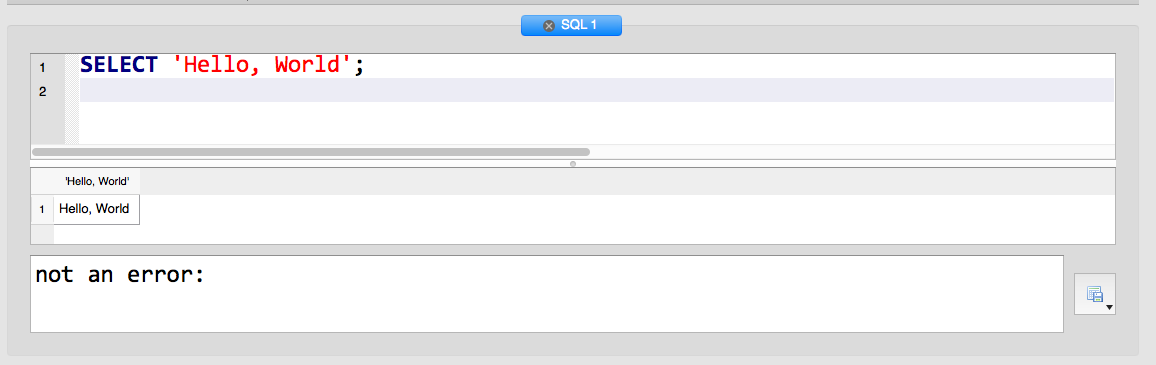 SQL 1
1 SELECT 'Hello, World';
2
'Hello, World'
1 Hello, World
not an error: